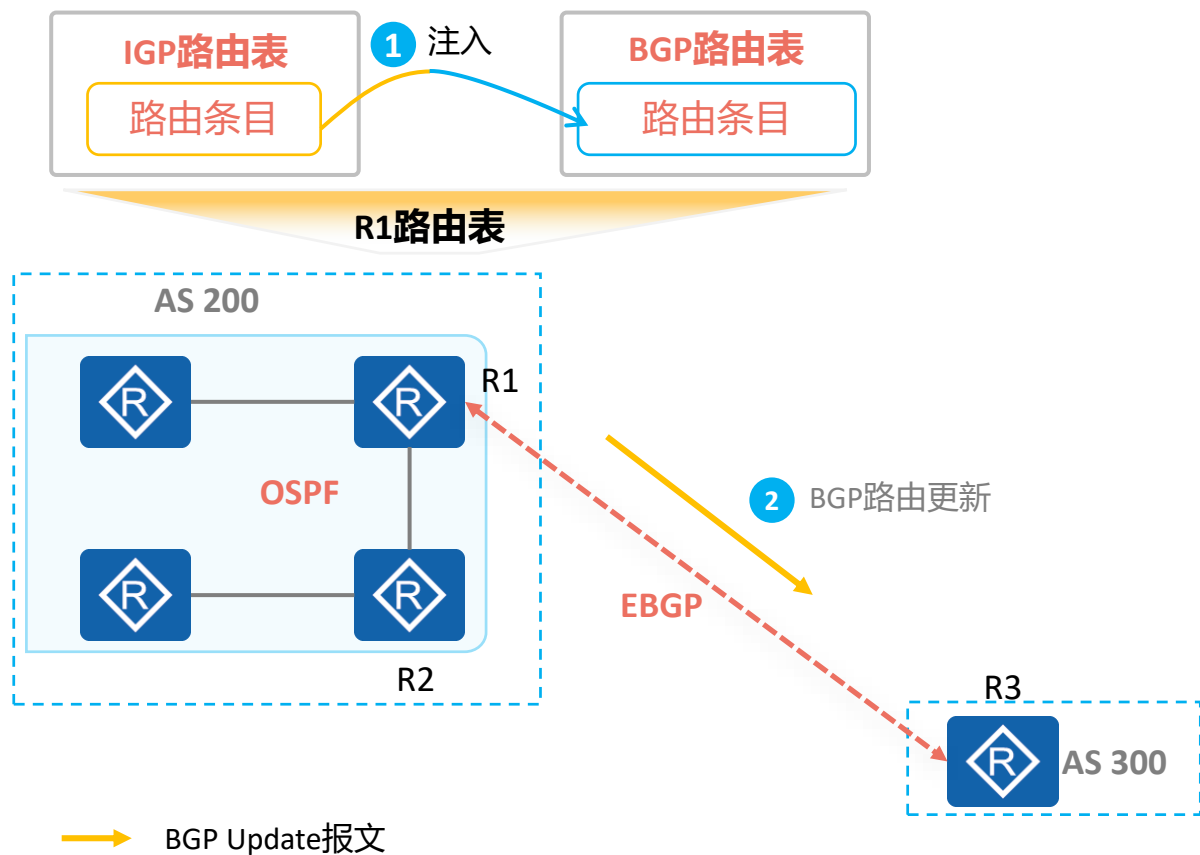 IGP路由表
1
注入
BGP路由表
路由条目
路由条目
R1路由表
AS 200
R
R
R1
OSPF
2
BGP路由更新
R
R
EBGP
R2
R3
R
AS 300
BGP Update报文